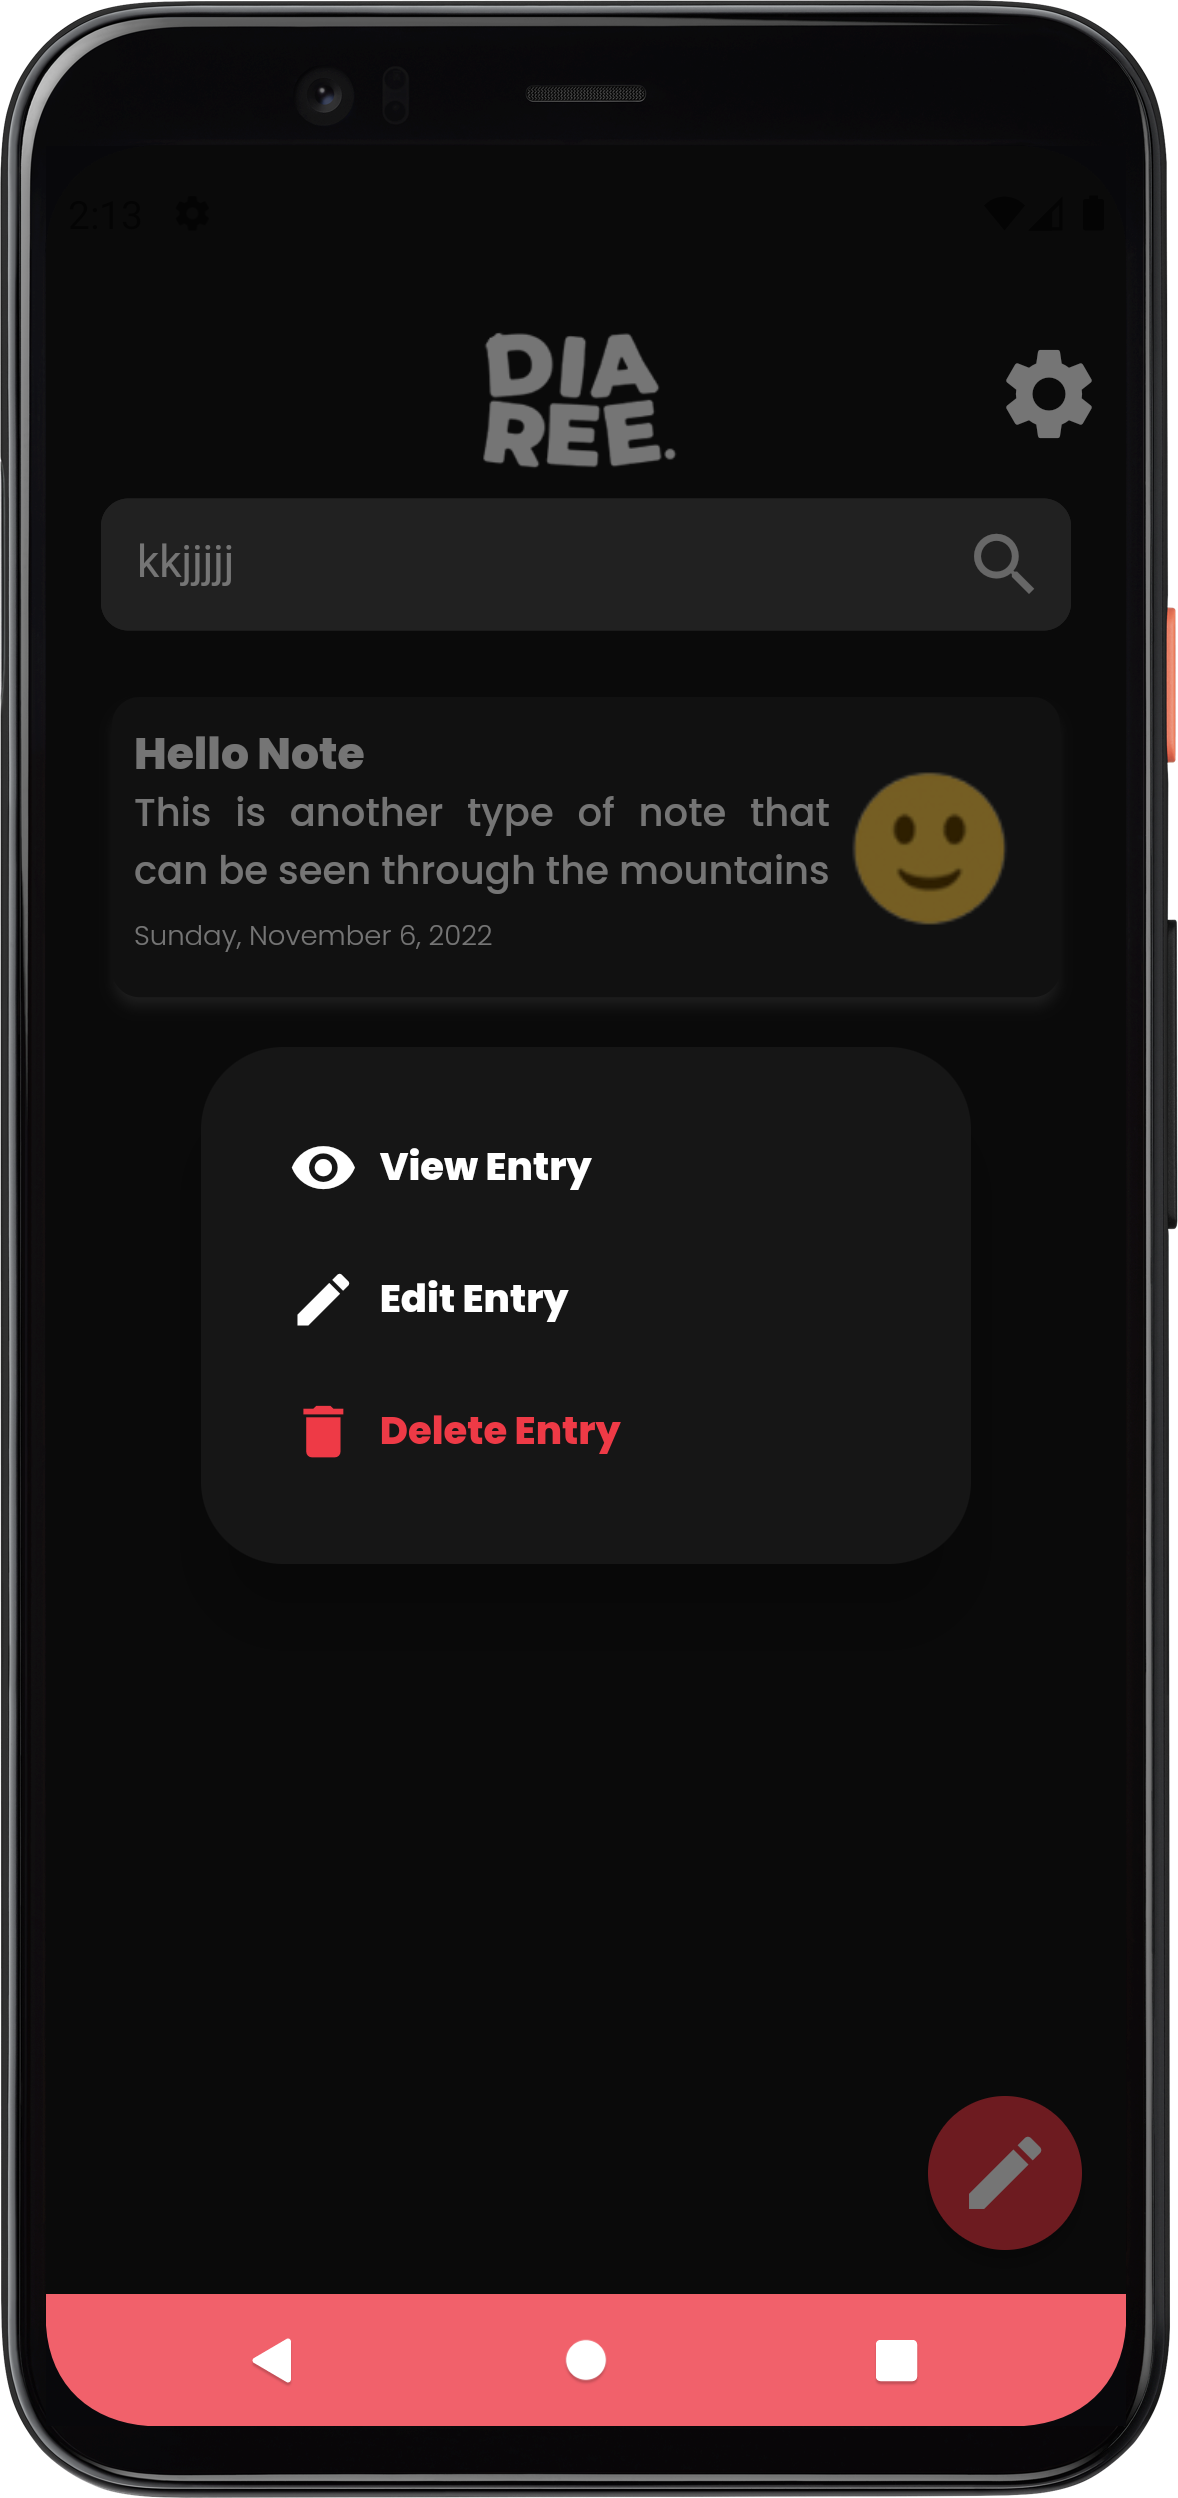 2:13
DIA
REE.
kkjjjjj
Hello Note
This is another type of note that
can be seen through the mountains
Sunday, November 6, 2022
View Entry
Edit Entry
Delete Entry